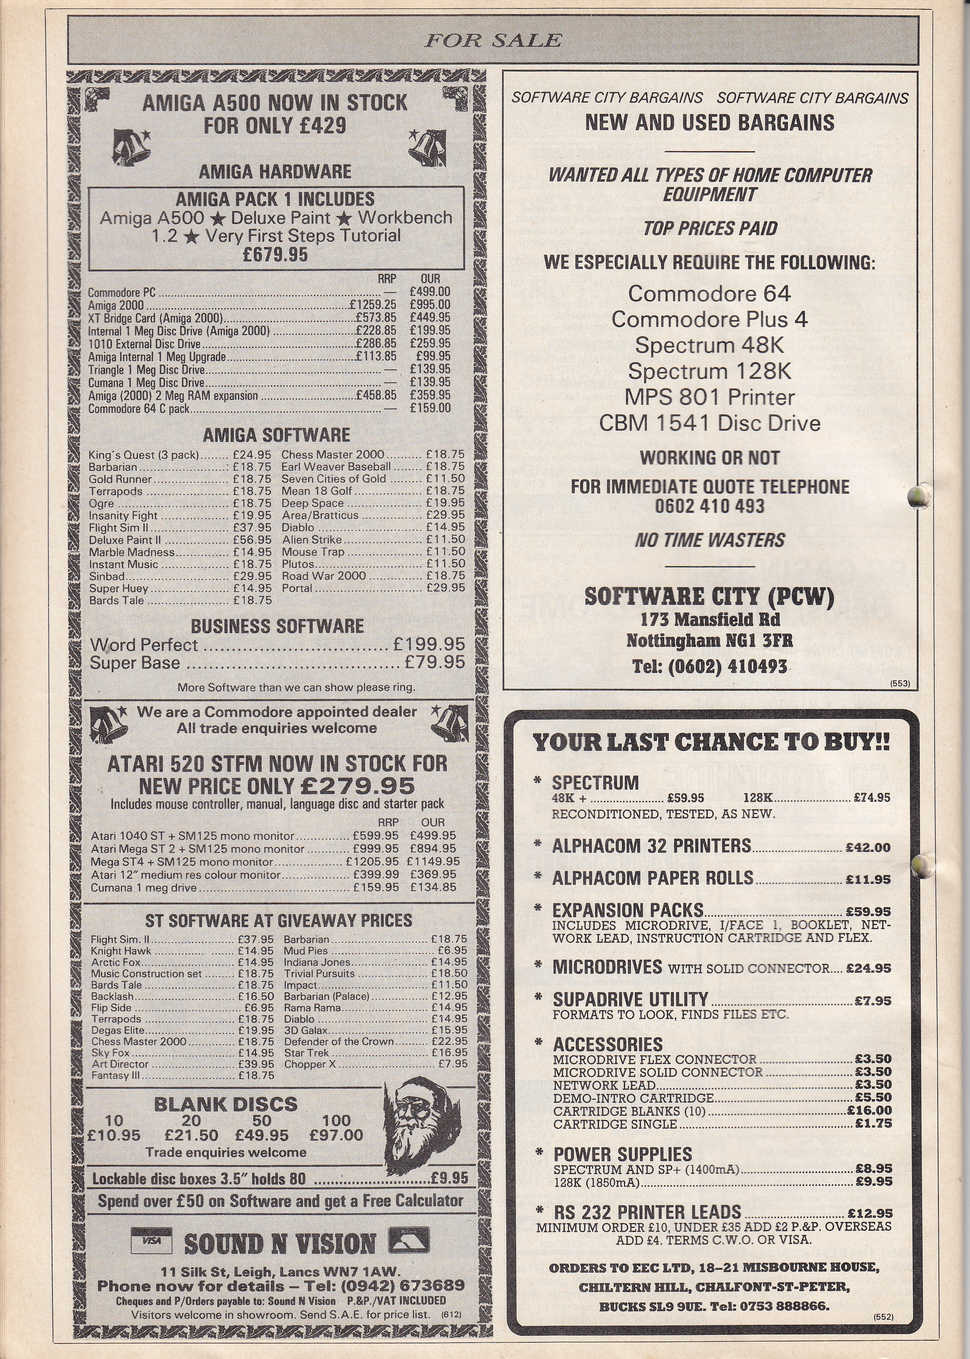 FOR SALE
AMIGA A500 NOW IN STOCK
FOR ONLY £429
AMIGA HARDWARE
AMIGA PACK 1 INCLUDES
Amiga A500 ★ Deluxe Paint ★ Workbench
1.2 ★ Very First Steps Tutorial
£679.95
RRP OUR
Commodore PC — £499.00
Amiga 2000 £1259.25 £995.00
XT Bridge Card (Amiga 2000) £573.85 £449.95
Internal 1 Meg Disc Drive (Amiga 2000) £228.85 £199.95
1010 External Disc Drive £286.85 £259.95
Amiga Internal 1 Meg Upgrade £113.85 £99.95
Triangle 1 Meg Disc Drive — £139.95
Cumana 1 Meg Disc Drive — £139.95
Amiga (2000) 2 Meg RAM expansion £458.85 £359.95
Commodore 64 C pack — £159.00
AMIGA SOFTWARE
King's Quest (3 pack) £24.95 Chess Master 2000 £18.75
Barbarian £18.75 Earl Weaver Baseball £18.75
Gold Runner £18.75 Seven Cities of Gold £11.50
Terrapods £18.75 Mean 18 Golf £18.75
Ogre £18.75 Deep Space £19.95
Insanity Fight £19.95 Area/Bratticus £29.95
Flight Sim II £37.95 Diablo £14.95
Deluxe Paint II £56.95 Alien Strike £11.50
Marble Madness £14.95 Mouse Trap £11.50
Instant Music £18.75 Plutos £11.50
Sinbad £29.95 Road War 2000 £18.75
Super Huey £14.95 Portal £29.95
Bards Tale £18.75
BUSINESS SOFTWARE
Word Perfect £199.95
Super Base £79.95
More Software than we can show please ring.
We are a Commodore appointed dealer
All trade enquiries welcome
ATARI 520 STFM NOW IN STOCK FOR
NEW PRICE ONLY £279.95
Includes mouse controller, manual, language disc and starter pack
RRP OUR
Atari 1040 ST + SM125 mono monitor £599.95 £499.95
Atari Mega ST 2 + SM125 mono monitor £999.95 £894.95
Mega ST4 + SM125 mono monitor £1205.95 £1149.95
Atari 12" medium res colour monitor £399.99 £369.95
Cumana 1 meg drive £159.95 £134.85
ST SOFTWARE AT GIVEAWAY PRICES
Flight Sim. II £37.95 Barbarian £18.75
Knight Hawk £14.95 Mud Pies £6.95
Arctic Fox £14.95 Indiana Jones £14.95
Music Construction set £18.75 Trivial Pursuits £18.50
Bards Tale £18.75 Impact £11.50
Backlash £16.50 Barbarian (Palace) £12.95
Flip Side £6.95 Rama Rama £14.95
Terrapods £18.75 Diablo £14.95
Degas Elite £19.95 3D Galax £15.95
Chess Master 2000 £18.75 Defender of the Crown £22.95
Sky Fox £14.95 Star Trek £16.95
Art Director £39.95 Chopper X £7.95
Fantasy III £18.75
BLANK DISCS
10 20 50 100
£10.95 £21.50 £49.95 £97.00
Trade enquiries welcome
Lockable disc boxes 3.5" holds 80 £9.95
Spend over £50 on Software and get a Free Calculator
VISA SOUND N VISION
11 Silk St, Leigh, Lancs WN7 1AW.
Phone now for details – Tel: (0942) 673689
Cheques and P/Orders payable to: Sound N Vision P.&P./VAT INCLUDED
Visitors welcome in showroom. Send S.A.E. for price list. (612)
SOFTWARE CITY BARGAINS SOFTWARE CITY BARGAINS
NEW AND USED BARGAINS
WANTED ALL TYPES OF HOME COMPUTER
EQUIPMENT
TOP PRICES PAID
WE ESPECIALLY REQUIRE THE FOLLOWING:
Commodore 64
Commodore Plus 4
Spectrum 48K
Spectrum 128K
MPS 801 Printer
CBM 1541 Disc Drive
WORKING OR NOT
FOR IMMEDIATE QUOTE TELEPHONE
0602 410 493
NO TIME WASTERS
SOFTWARE CITY (PCW)
173 Mansfield Rd
Nottingham NG1 3FR
Tel: (0602) 410493
(553)
YOUR LAST CHANCE TO BUY!!
* SPECTRUM
48K + £59.95 128K £74.95
RECONDITIONED, TESTED, AS NEW.
* ALPHACOM 32 PRINTERS £42.00
* ALPHACOM PAPER ROLLS £11.95
* EXPANSION PACKS £59.95
INCLUDES MICRODRIVE, I/FACE 1, BOOKLET, NET-
WORK LEAD, INSTRUCTION CARTRIDGE AND FLEX.
* MICRODRIVES WITH SOLID CONNECTOR £24.95
* SUPADRIVE UTILITY £7.95
FORMATS TO LOOK, FINDS FILES ETC.
* ACCESSORIES
MICRODRIVE FLEX CONNECTOR £3.50
MICRODRIVE SOLID CONNECTOR £3.50
NETWORK LEAD £3.50
DEMO-INTRO CARTRIDGE £5.50
CARTRIDGE BLANKS (10) £16.00
CARTRIDGE SINGLE £1.75
* POWER SUPPLIES
SPECTRUM AND SP+ (1400mA) £8.95
128K (1850mA) £9.95
* RS 232 PRINTER LEADS £12.95
MINIMUM ORDER £10, UNDER £35 ADD £2 P.&P. OVERSEAS
ADD £4. TERMS C.W.O. OR VISA.
ORDERS TO EEC LTD, 18-21 MISBOURNE HOUSE,
CHILTERN HILL, CHALFONT-ST-PETER,
BUCKS SL9 9UE. Tel: 0753 888866.
(552)